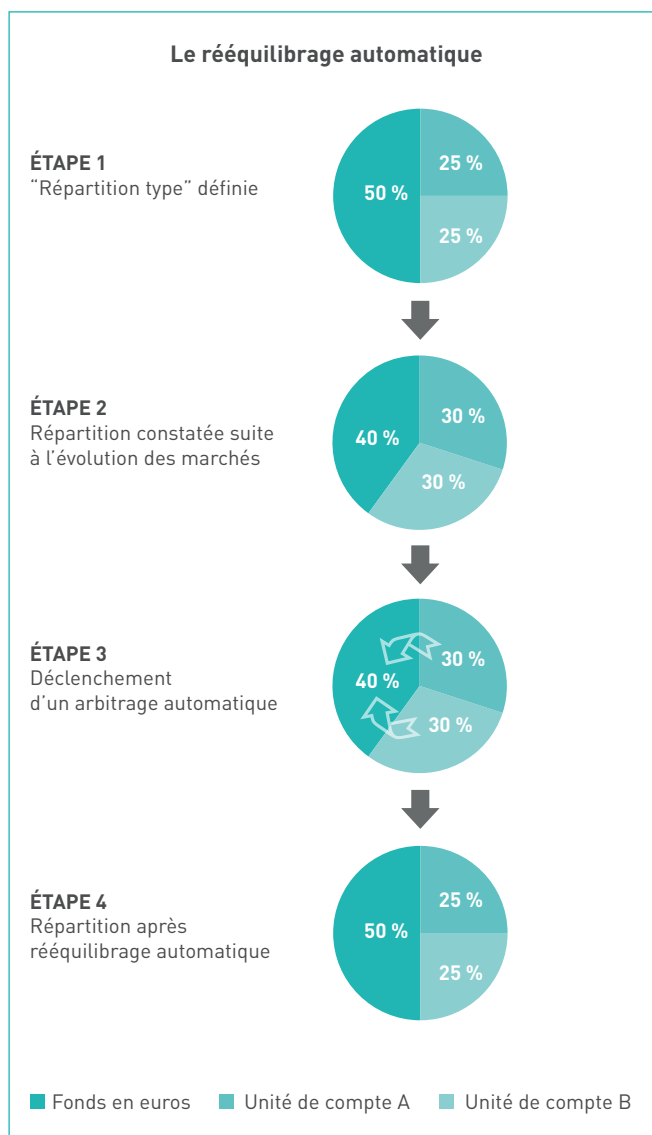 Le rééquilibrage automatique
ÉTAPE 1
“Répartition type” définie
50 %
25 %
25 %
ÉTAPE 2
Répartition constatée suite
à l’évolution des marchés
40 %
30 %
30 %
ÉTAPE 3
Déclenchement
d’un arbitrage automatique
40 %
30 %
30 %
ÉTAPE 4
Répartition après
rééquilibrage automatique
50 %
25 %
25 %
Fonds en euros Unité de compte A Unité de compte B